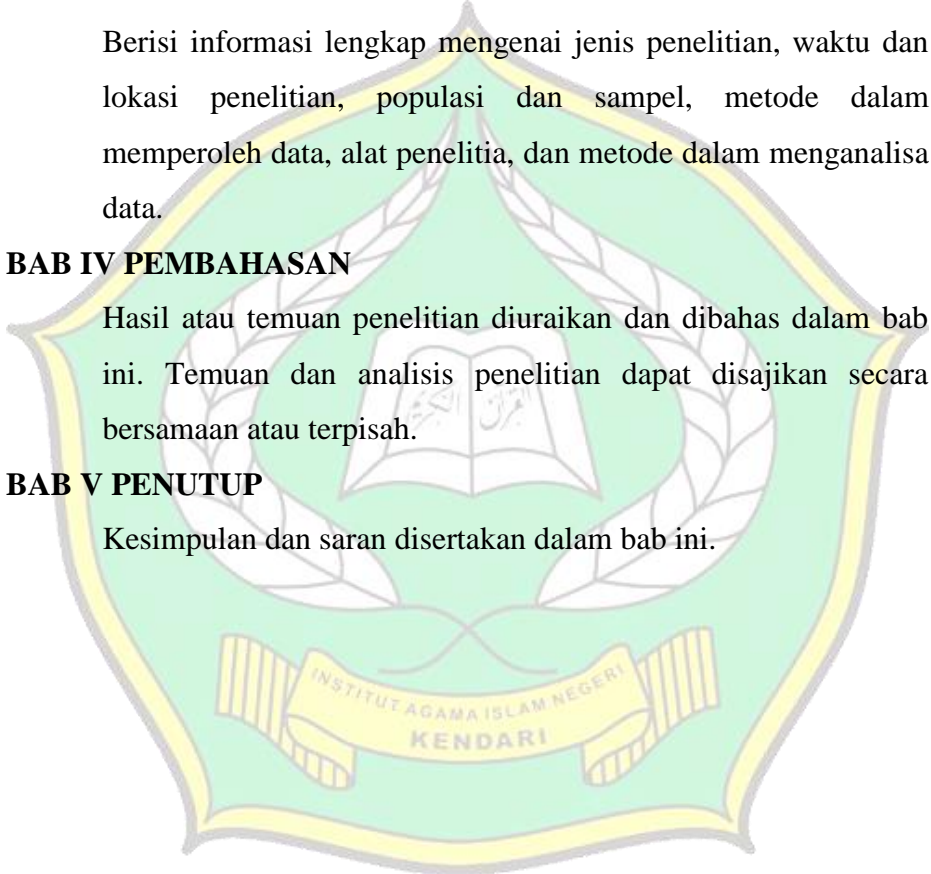 Berisi informasi lengkap mengenai jenis penelitian, waktu dan
lokasi penelitian, populasi dan sampel, metode dalam
memperoleh data, alat penelitia, dan metode dalam menganalisa
data.
BAB IV PEMBAHASAN
Hasil atau temuan penelitian diuraikan dan dibahas dalam bab
ini. Temuan dan analisis penelitian dapat disajikan secara
bersamaan atau terpisah.
BAB V PENUTUP
Kesimpulan dan saran disertakan dalam bab ini.
INSTITUT AGAMA ISLAM NEGERI
KENDARI